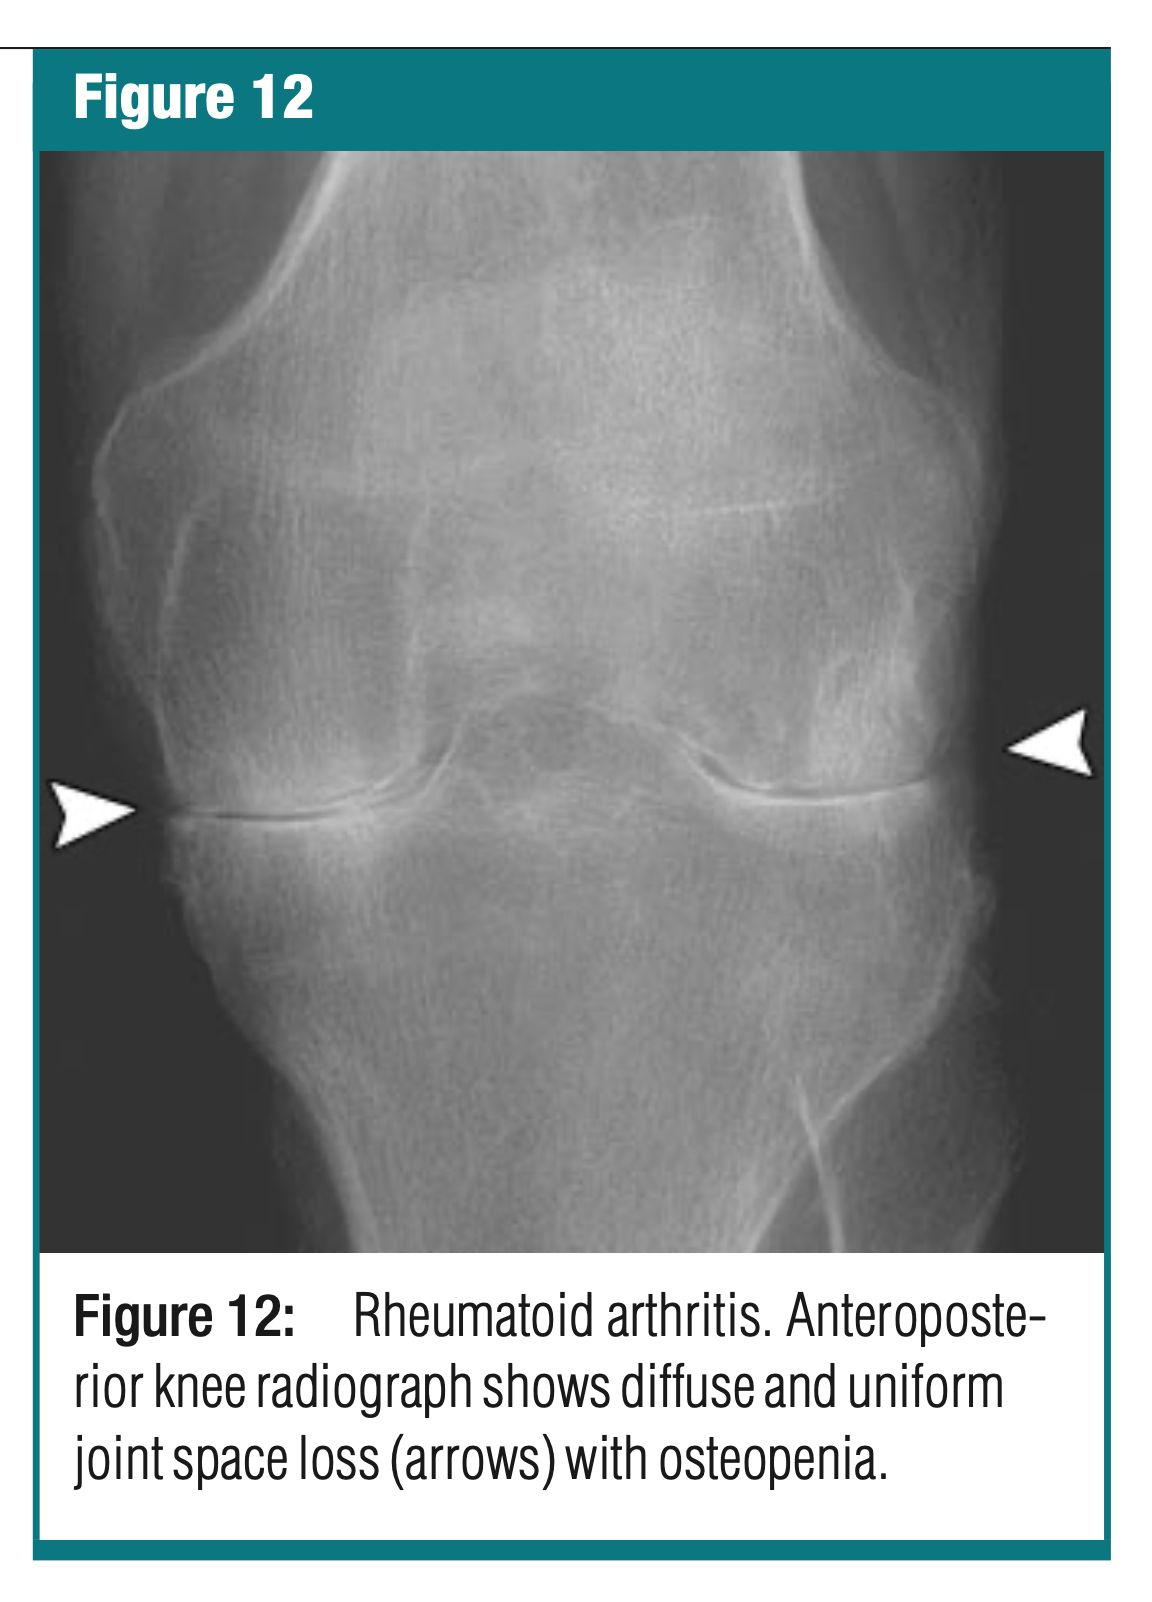 Figure 12
Figure 12: Rheumatoid arthritis. Anteroposte-
rior knee radiograph shows diffuse and uniform
joint space loss (arrows) with osteopenia.